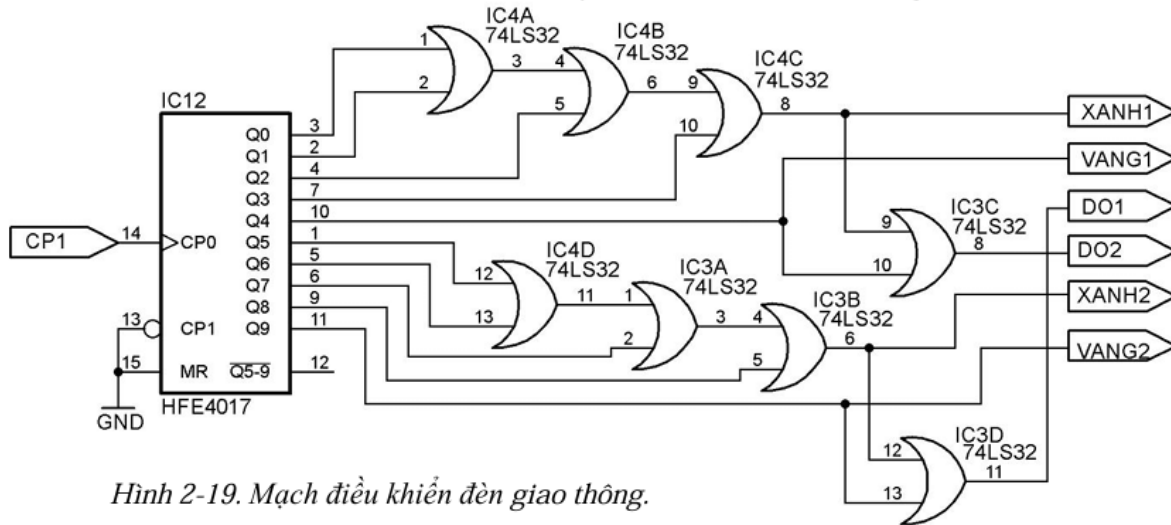 IC4A
74LS32
1
2
3
IC4B
74LS32
4
5
6
IC4C
74LS32
9
10
8
XANH1
VANG1
DO1
DO2
XANH2
VANG2
IC12
Q0 3
Q1 2
Q2 4
Q3 7
Q4 10
Q5 1
Q6 5
Q7 6
Q8 9
Q9 11
Q5-9 12
CP1
14 CP0
13 CP1
15 MR
HFE4017
GND
IC3C
74LS32
9
10
8
IC4D
74LS32
12
13
11
IC3A
74LS32
1
2
3
IC3B
74LS32
4
5
6
IC3D
74LS32
12
13
11
Hình 2-19. Mạch điều khiển đèn giao thông.